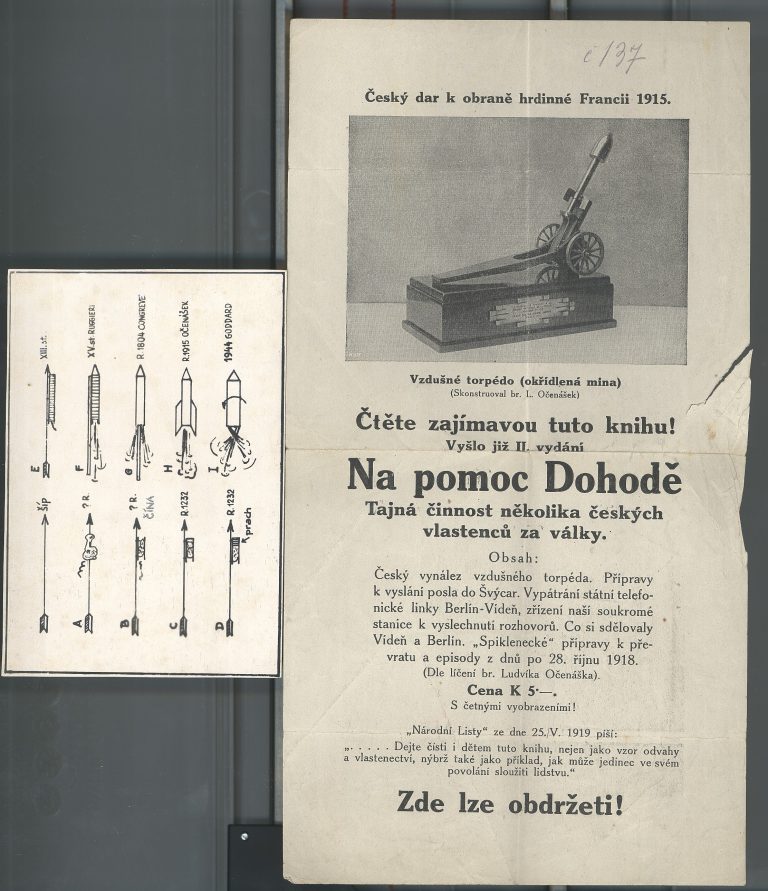 č 137
Český dar k obraně hrdinné Francii 1915.
Vzdušné torpédo (okřídlená mina)
(Skonstruoval br. L. Očenášek)
Čtěte zajímavou tuto knihu!
Vyšlo již II. vydání
Na pomoc Dohodě
Tajná činnost několika českých
vlastenců za války.
Obsah:
Český vynález vzdušného torpéda. Přípravy
k vyslání posla do Švýcar. Vypátrání státní telefo-
nické linky Berlín-Vídeň, zřízení naší soukromé
stanice k vyslechnutí rozhovorů. Co si sdělovaly
Vídeň a Berlín. „Spiklenecké“ přípravy k pře-
vratu a episody z dnů po 28. říjnu 1918.
(Dle líčení br. Ludvíka Očenáška).
Cena K 5·—.
S četnými vyobrazeními!
„Národní Listy“ ze dne 25./V. 1919 píší:
„. . . . . Dejte čísti i dětem tuto knihu, nejen jako vzor odvahy
a vlastenectví, nýbrž také jako příklad, jak může jedinec ve svém
povolání sloužiti lidstvu.“
Zde lze obdržeti!
šíp
A ? R.
B ? R.
ČÍNA
C R.1232
D R.1232
prach
E XIII.st.
F XV.st RUGGIERI
G R.1804 CONGREVE
H R.1915 OČENÁŠEK
I 1944 GODDARD